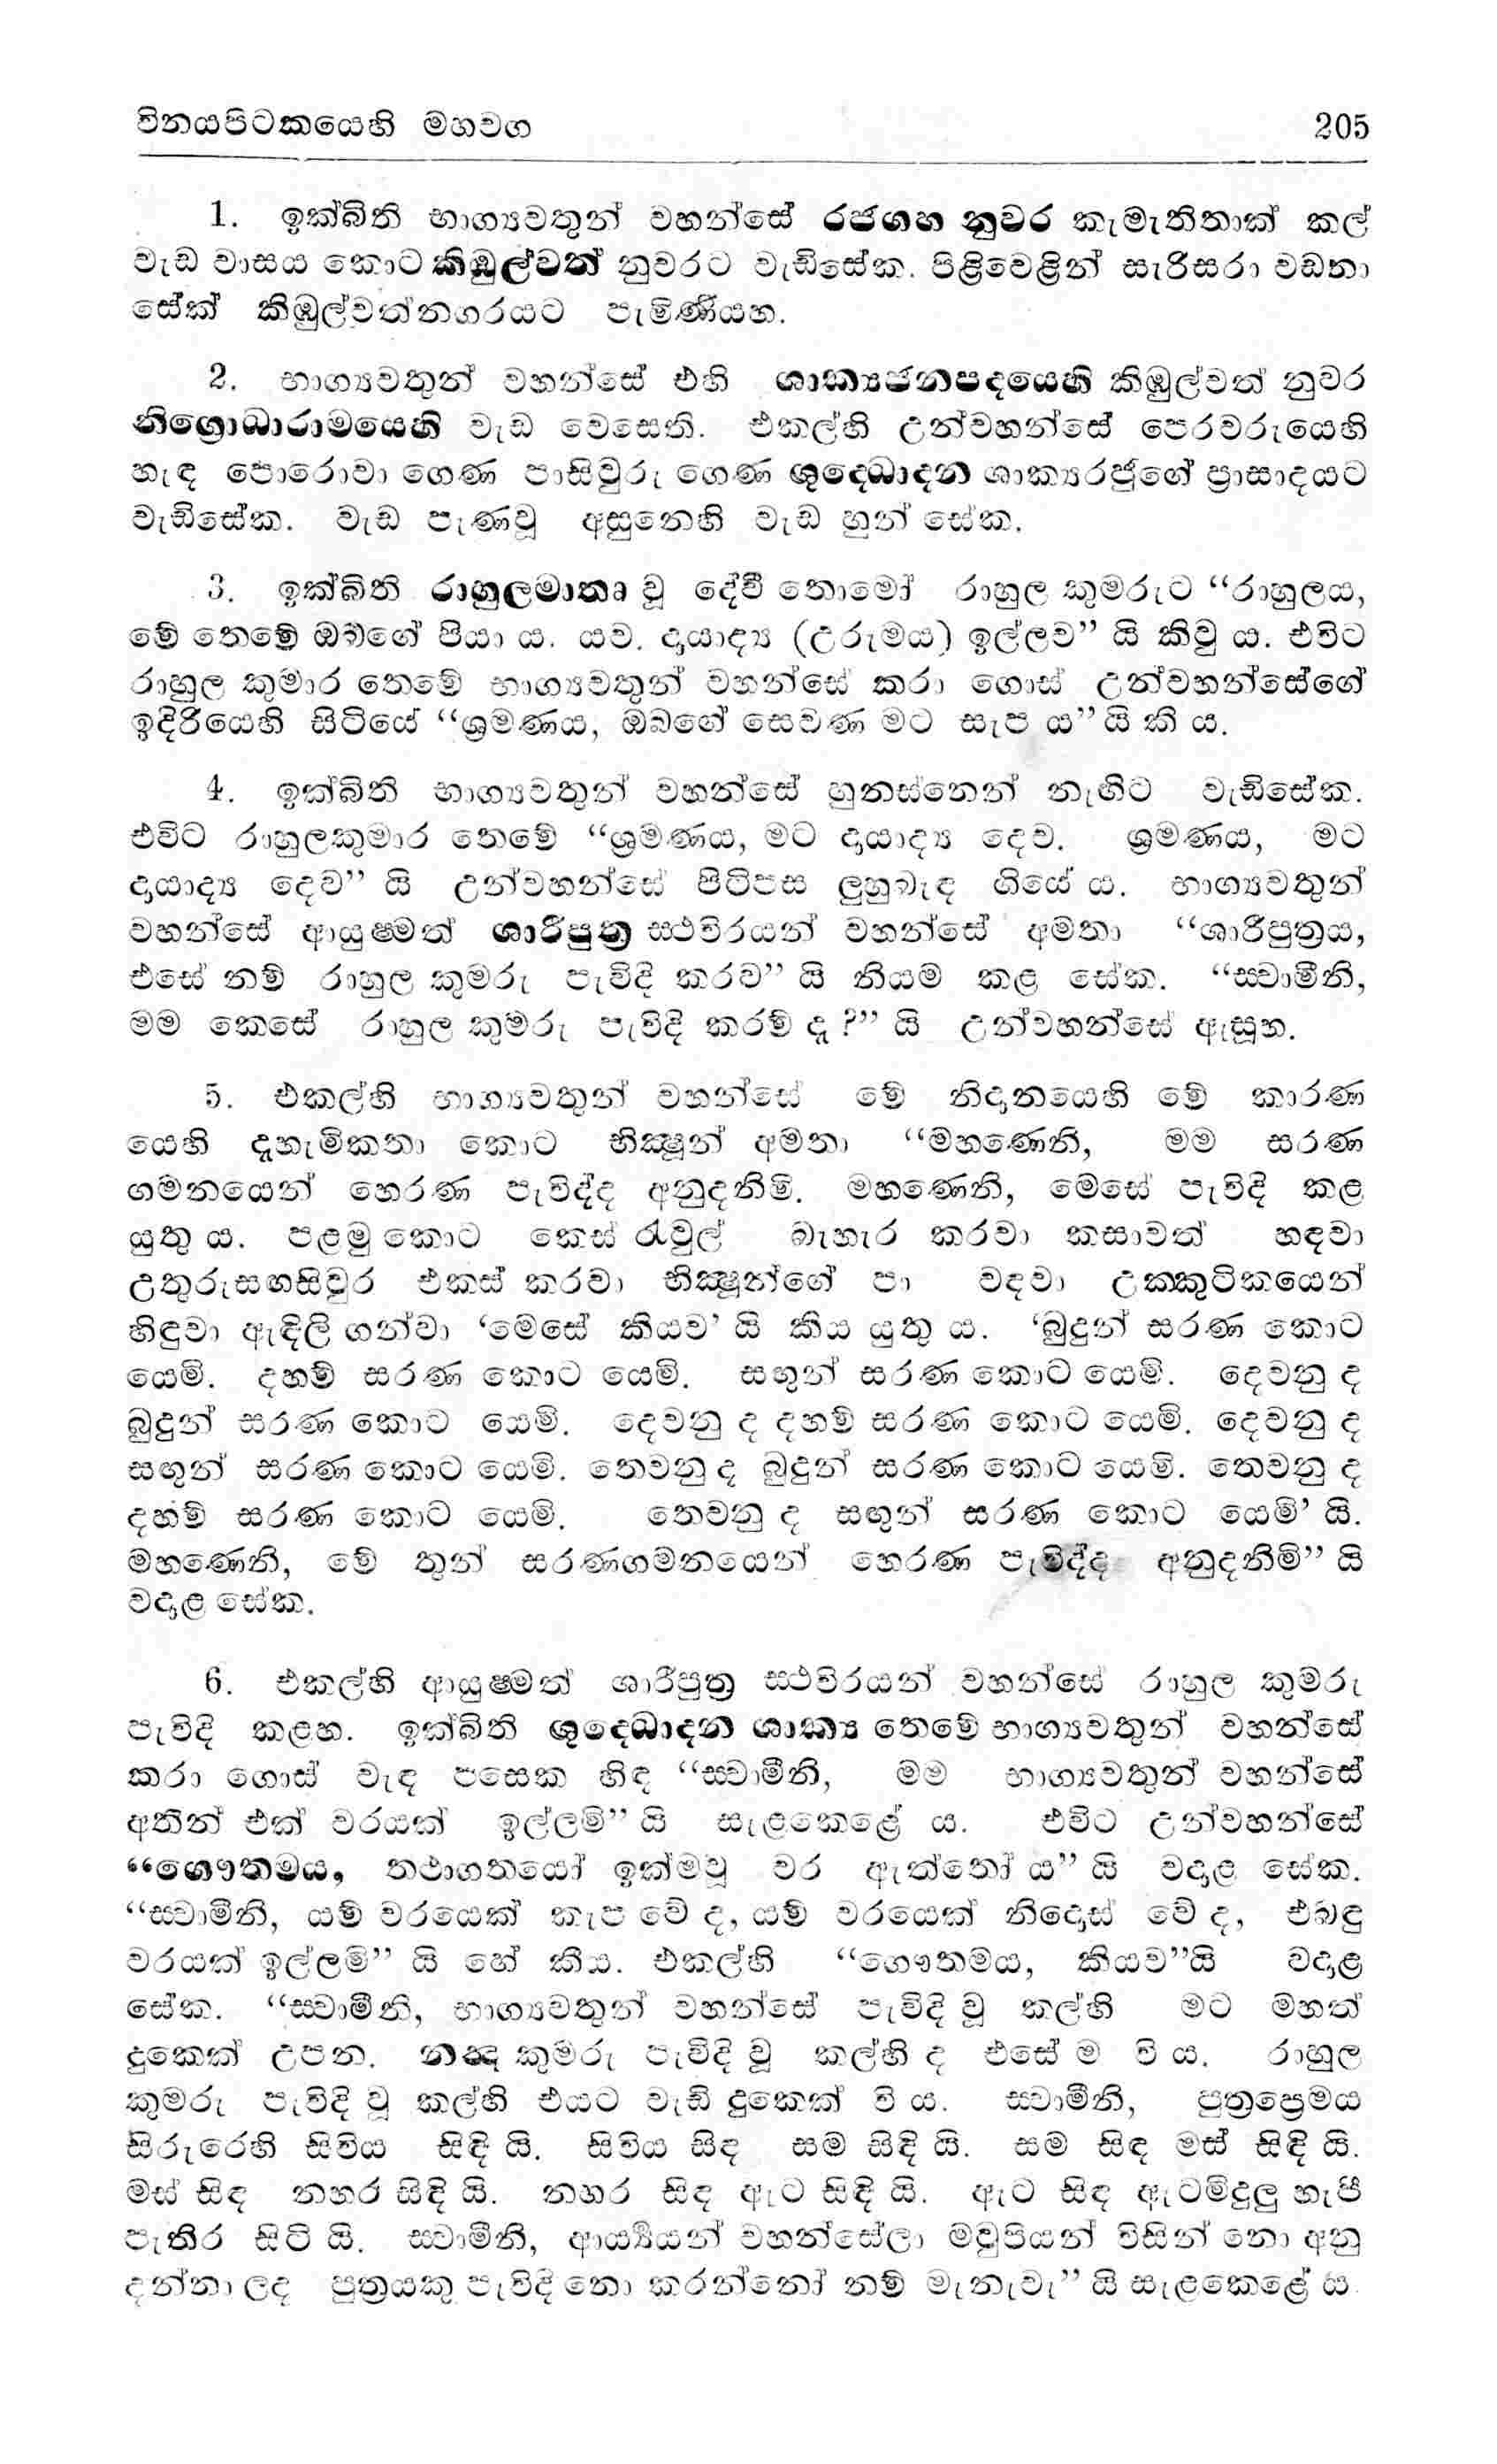 විනයපිටකයෙහි මහවග 205
1. ඉක්බිති භාග්‍යවතුන් වහන්සේ රජගහ නුවර කැමැතිතාක් කල්
වැඩ වාසය කොට කිඹුල්වත් නුවරට වැඩිසේක. පිළිවෙළින් සැරිසරා වඩනා
සේක් කිඹුල්වත්නගරයට පැමිණියහ.
2. භාග්‍යවතුන් වහන්සේ එහි ශාක්‍යජනපදයෙහි කිඹුල්වත් නුවර
නිග්‍රොධාරාමයෙහි වැඩ වෙසෙති. එකල්හි උන්වහන්සේ පෙරවරුයෙහි
හැඳ පොරොවා ගෙණ පාසිවුරු ගෙණ ශුද්ධොදන ශාක්‍යරජුගේ ප්‍රාසාදයට
වැඩිසේක. වැඩ පැණවූ අසුනෙහි වැඩ හුන් සේක.
3. ඉක්බිති රාහුලමාතෘ වූ දේවී තොමෝ රාහුල කුමරුට “රාහුලය,
මේ තෙමේ ඔබගේ පියා ය. යව. දායාද්‍ය (උරුමය) ඉල්ලව” යි කිවු ය. එවිට
රාහුල කුමාර තෙමේ භාග්‍යවතුන් වහන්සේ කරා ගොස් උන්වහන්සේගේ
ඉදිරියෙහි සිටියේ “ශ්‍රමණය, ඔබගේ සෙවණ මට සැප ය” යි කී ය.
4. ඉක්බිති භාග්‍යවතුන් වහන්සේ හුනස්නෙන් නැඟිට වැඩිසේක.
එවිට රාහුලකුමාර තෙමේ “ශ්‍රමණය, මට දායාද්‍ය දෙව. ශ්‍රමණය, මට
දායාද්‍ය දෙව” යි උන්වහන්සේ පිටිපස ලුහුබැඳ ගියේ ය. භාග්‍යවතුන්
වහන්සේ ආයුෂ්මත් ශාරීපුත්‍ර ස්ථවිරයන් වහන්සේ අමතා “ශාරීපුත්‍රය,
එසේ නම් රාහුල කුමරු පැවිදි කරව” යි නියම කළ සේක. “ස්වාමීනි,
මම කෙසේ රාහුල කුමරු පැවිදි කරම් දැ ?” යි උන්වහන්සේ ඇසූහ.
5. එකල්හි භාග්‍යවතුන් වහන්සේ මේ නිදානයෙහි මේ කාරණ
යෙහි දැහැමිකතා කොට භික්ෂූන් අමතා “මහණෙනි, මම සරණ
ගමනයෙන් හෙරණ පැවිද්ද අනුදනිමි. මහණෙනි, මෙසේ පැවිදි කළ
යුතු ය. පළමු කොට කෙස් රැවුල් බැහැර කරවා කසාවත් හඳවා
උතුරුසඟසිවුර එකස් කරවා භික්ෂූන්ගේ පා වඳවා උක්කුටිකයෙන්
හිඳුවා ඇඳිලි ගන්වා ‘මෙසේ කියව’ යි කිය යුතු ය. ‘බුදුන් සරණ කොට
යෙමි. දහම් සරණ කොට යෙමි. සඟුන් සරණ කොට යෙමි. දෙවනු ද
බුදුන් සරණ කොට යෙමි. දෙවනු ද දහම් සරණ කොට යෙමි. දෙවනු ද
සඟුන් සරණ කොට යෙමි. තෙවනු ද බුදුන් සරණ කොට යෙමි. තෙවනු ද
දහම් සරණ කොට යෙමි. තෙවනු ද සඟුන් සරණ කොට යෙමි’ යි.
මහණෙනි, මේ තුන් සරණගමනයෙන් හෙරණ පැවිද්ද අනුදනිමි” යි
වදාළ සේක.
6. එකල්හි ආයුෂ්මත් ශාරීපුත්‍ර ස්ථවිරයන් වහන්සේ රාහුල කුමරු
පැවිදි කළහ. ඉක්බිති ශුද්ධොදන ශාක්‍ය තෙමේ භාග්‍යවතුන් වහන්සේ
කරා ගොස් වැඳ පසෙක හිඳ “ස්වාමීනි, මම භාග්‍යවතුන් වහන්සේ
අතින් එක් වරයක් ඉල්ලමි” යි සැළකෙළේ ය. එවිට උන්වහන්සේ
“ගෞතමය, තථාගතයෝ ඉක්මවූ වර ඇත්තෝ ය” යි වදාළ සේක.
“ස්වාමීනි, යම් වරයෙක් කැප වේ ද, යම් වරයෙක් නිදොස් වේ ද, එබඳු
වරයක් ඉල්ලමි” යි හේ කීය. එකල්හි “ගෞතමය, කියව”යි වදාළ
සේක. “ස්වාමීනි, භාග්‍යවතුන් වහන්සේ පැවිදි වූ කල්හි මට මහත්
දුකෙක් උපන. නන්ද කුමරු පැවිදි වූ කල්හි ද එසේ ම වි ය. රාහුල
කුමරු පැවිදි වූ කල්හි එයට වැඩි දුකෙක් වි ය. ස්වාමීනි, පුත්‍රප්‍රෙමය
සිරුරෙහි සිවිය සිඳී යි. සිවිය සිඳ සම සිඳී යි. සම සිඳ මස් සිඳී යි.
මස් සිඳ නහර සිඳී යි. නහර සිඳ ඇට සිඳී යි. ඇට සිඳ ඇටමිදුලු හැපී
පැතිර සිටී යි. ස්වාමීනි, ආර්‍ය්‍යයන් වහන්සේලා මවුපියන් විසින් නො අනු
දන්නා ලද පුත්‍රයකු පැවිදි නො කරන්නෝ නම් මැනැවැ” යි සැළකෙළේ ය.